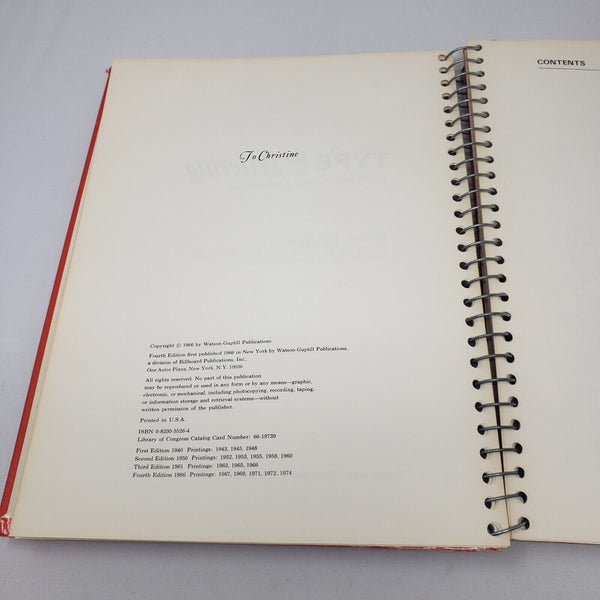 To Christine
Copyright © 1966 by Watson Guptill Publications
Fourth Edition first published 1966 in New York by Watson Guptill Publications,
a division of Billboard Publications, Inc.,
One Astor Plaza, New York, N.Y. 10036
All rights reserved. No part of this publication
may be reproduced or used in any form or by any means—graphic,
electronic, or mechanical, including photocopying, recording, taping,
or information storage and retrieval systems—without
written permission of the publisher.
Printed in U.S.A.
ISBN 0-8230-5526-4
Library of Congress Catalog Card Number: 66-19739
First Edition 1940 Printings: 1943, 1945, 1948
Second Edition 1950 Printings: 1952, 1953, 1955, 1958, 1960
Third Edition 1961 Printings: 1963, 1965, 1966
Fourth Edition 1966 Printings: 1967, 1969, 1971, 1972, 1974
CONTENTS